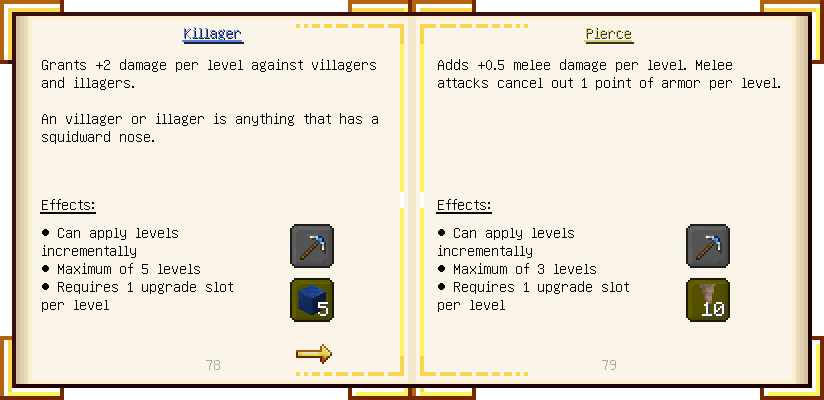 Killager
Grants +2 damage per level against villagers
and illagers.
An villager or illager is anything that has a
squidward nose.
Effects:
● Can apply levels
incrementally
● Maximum of 5 levels
● Requires 1 upgrade slot
per level
5
78
Pierce
Adds +0.5 melee damage per level. Melee
attacks cancel out 1 point of armor per level.
Effects:
● Can apply levels
incrementally
● Maximum of 3 levels
● Requires 1 upgrade slot
per level
10
79